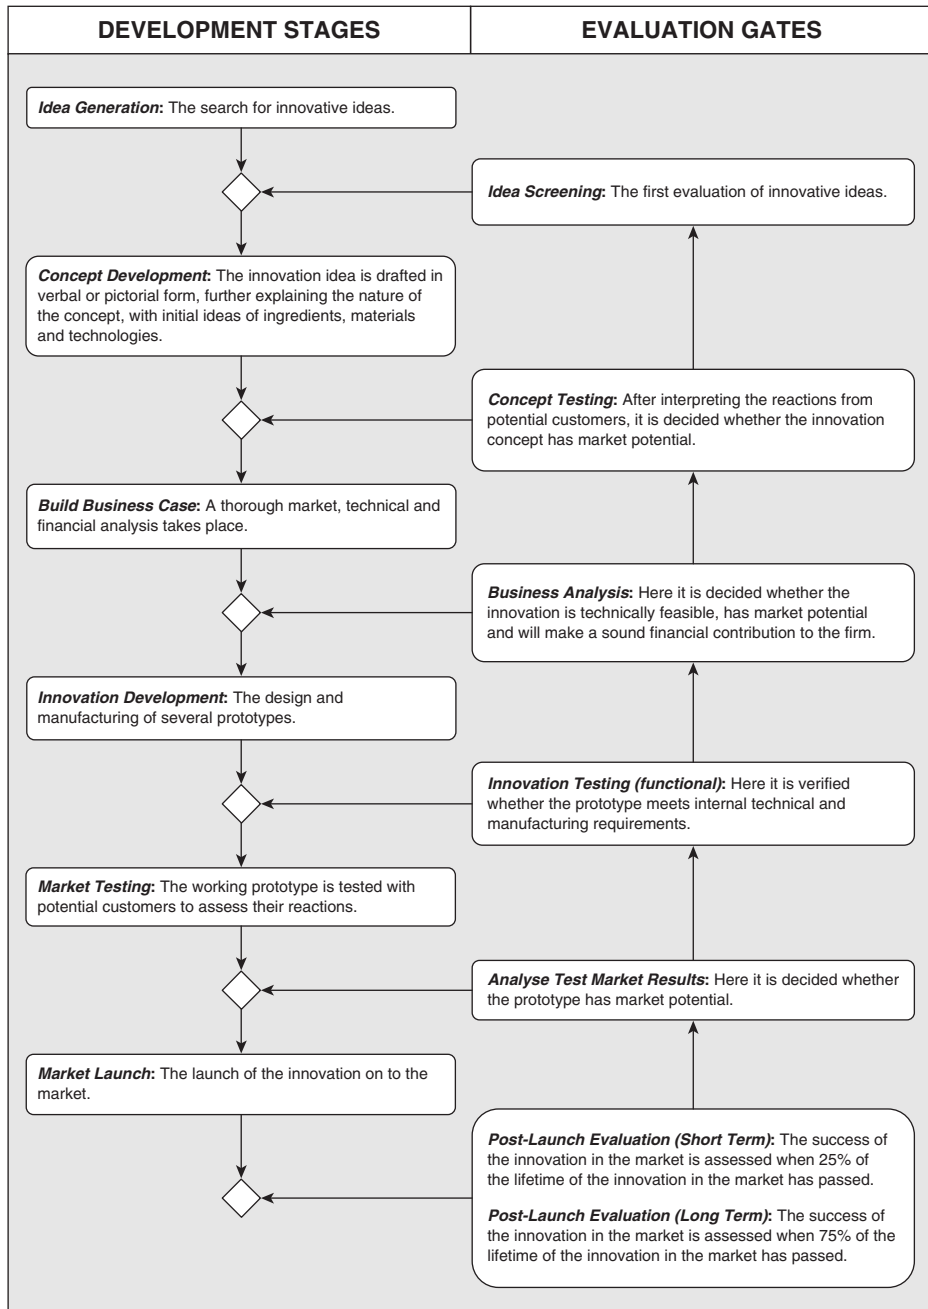 DEVELOPMENT STAGES
EVALUATION GATES
Idea Generation: The search for innovative ideas.
Idea Screening: The first evaluation of innovative ideas.
Concept Development: The innovation idea is drafted in
verbal or pictorial form, further explaining the nature of
the concept, with initial ideas of ingredients, materials
and technologies.
Concept Testing: After interpreting the reactions from
potential customers, it is decided whether the innovation
concept has market potential.
Build Business Case: A thorough market, technical and
financial analysis takes place.
Business Analysis: Here it is decided whether the
innovation is technically feasible, has market potential
and will make a sound financial contribution to the firm.
Innovation Development: The design and
manufacturing of several prototypes.
Innovation Testing (functional): Here it is verified
whether the prototype meets internal technical and
manufacturing requirements.
Market Testing: The working prototype is tested with
potential customers to assess their reactions.
Analyse Test Market Results: Here it is decided whether
the prototype has market potential.
Market Launch: The launch of the innovation on to the
market.
Post-Launch Evaluation (Short Term): The success of
the innovation in the market is assessed when 25% of
the lifetime of the innovation in the market has passed.
Post-Launch Evaluation (Long Term): The success of
the innovation in the market is assessed when 75% of the
lifetime of the innovation in the market has passed.